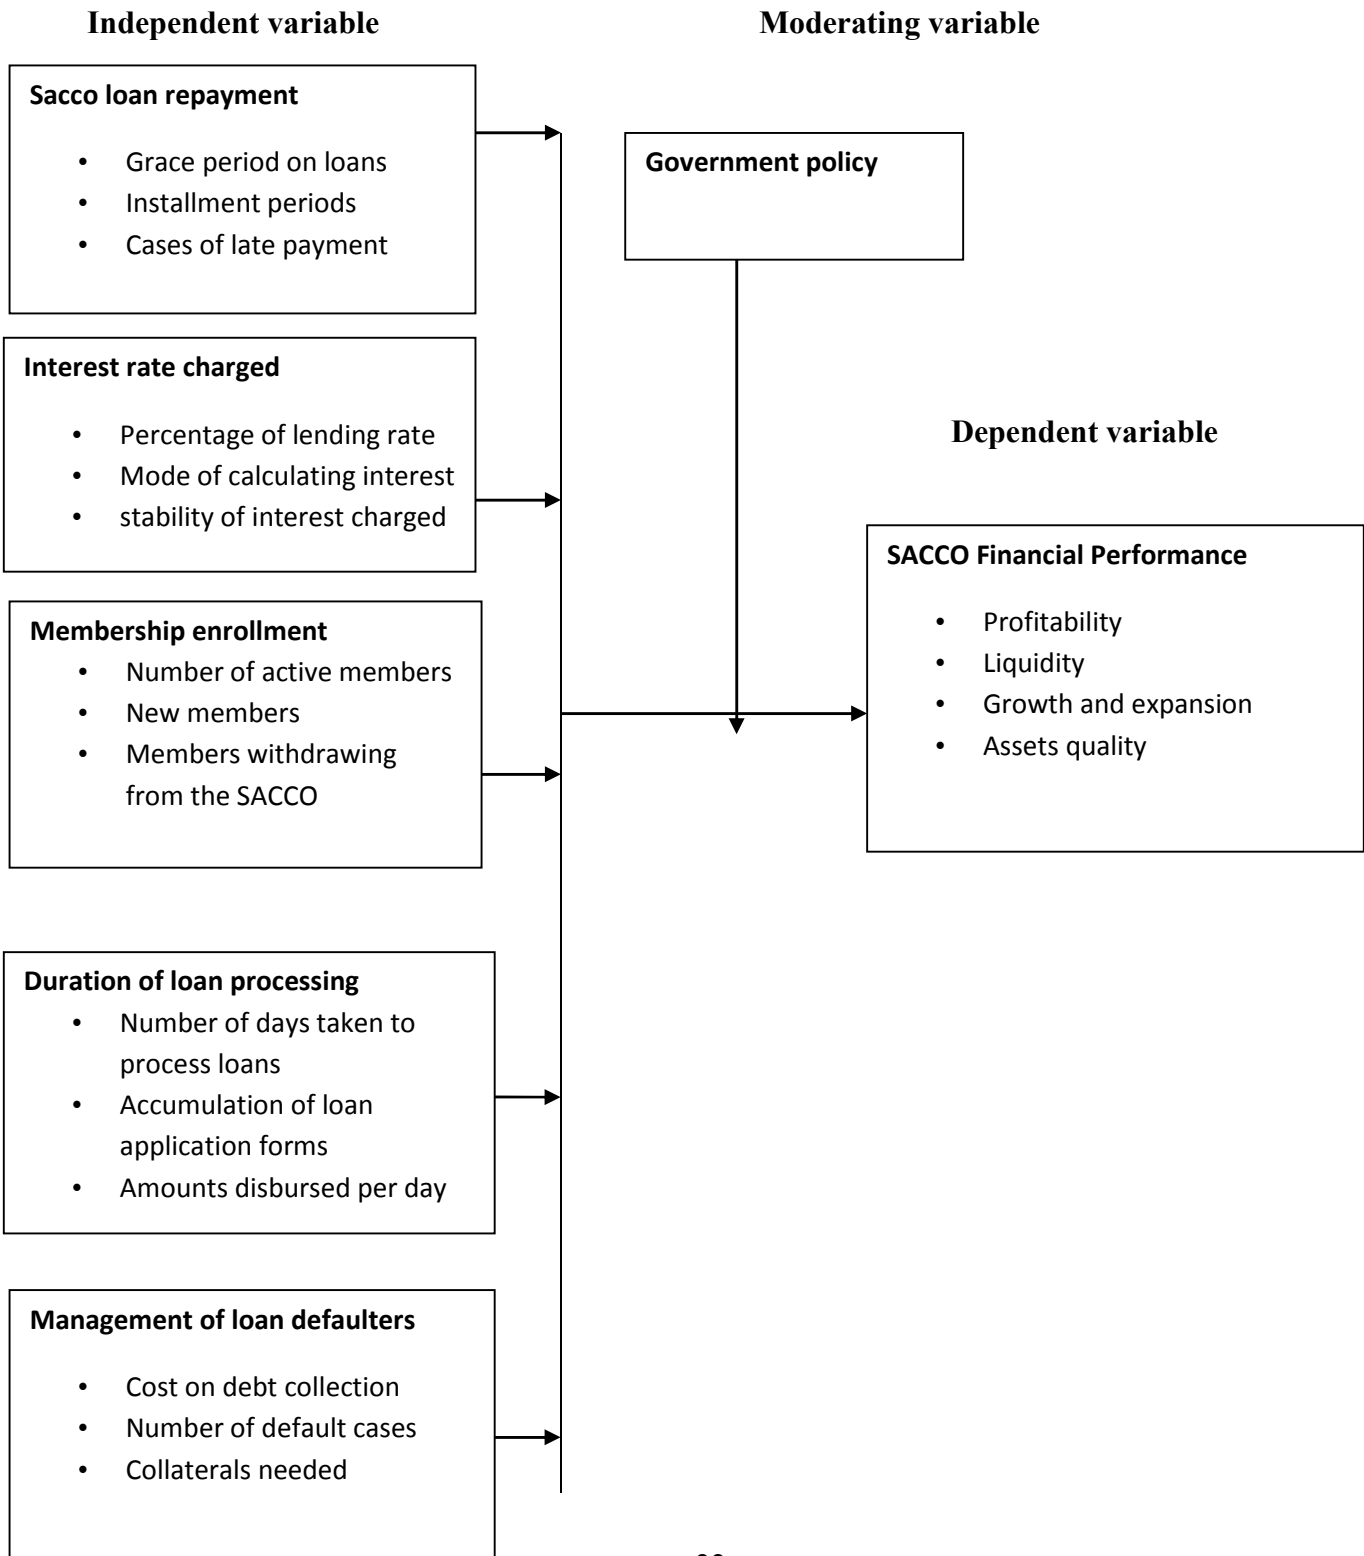 Independent variable
Moderating variable
Sacco loan repayment
• Grace period on loans
• Installment periods
• Cases of late payment
Government policy
Interest rate charged
• Percentage of lending rate
• Mode of calculating interest
• stability of interest charged
Dependent variable
SACCO Financial Performance
• Profitability
• Liquidity
• Growth and expansion
• Assets quality
Membership enrollment
• Number of active members
• New members
• Members withdrawing
from the SACCO
Duration of loan processing
• Number of days taken to
process loans
• Accumulation of loan
application forms
• Amounts disbursed per day
Management of loan defaulters
• Cost on debt collection
• Number of default cases
• Collaterals needed